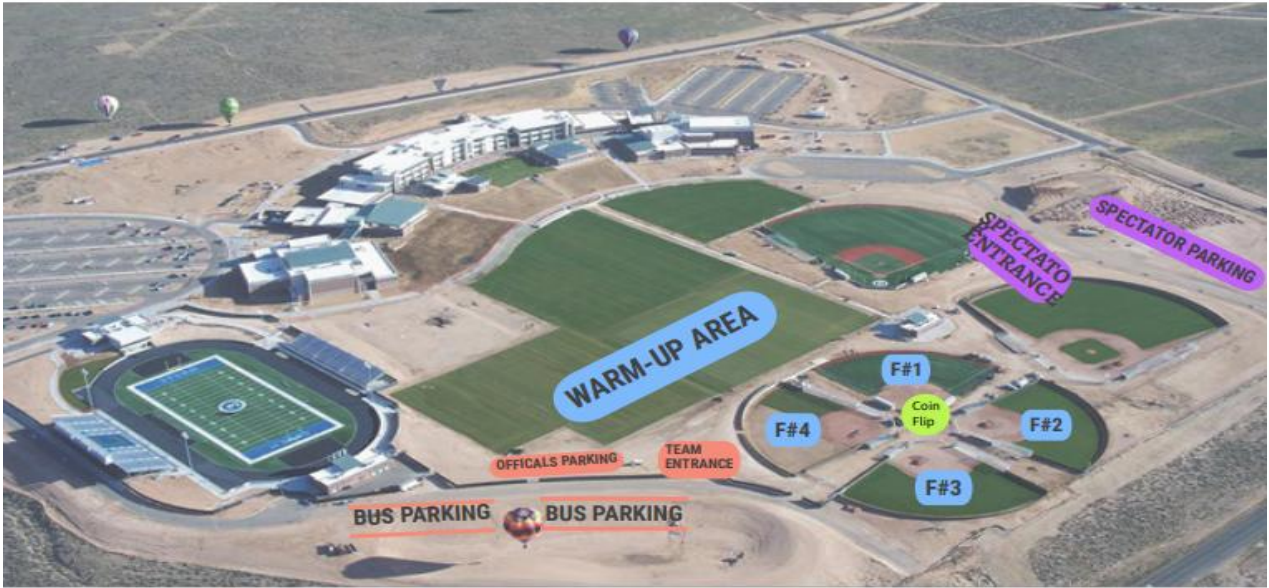 SPECTATOR PARKING
SPECTATO
ENTRANCE
WARM-UP AREA
F#1
Coin
Flip
F#2
F#4
F#3
OFFICALS PARKING
TEAM
ENTRANCE
BUS PARKING
BUS PARKING